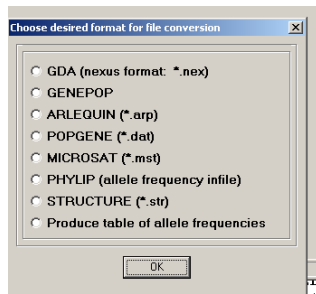 Choose desired format for file conversion
GDA (nexus format:  *.nex)
GENEPOP
ARLEQUIN (*.arp)
POPGENE (*.dat)
MICROSAT (*.mst)
PHYLIP (allele frequency infile)
STRUCTURE (*.str)
Produce table of allele frequencies
OK